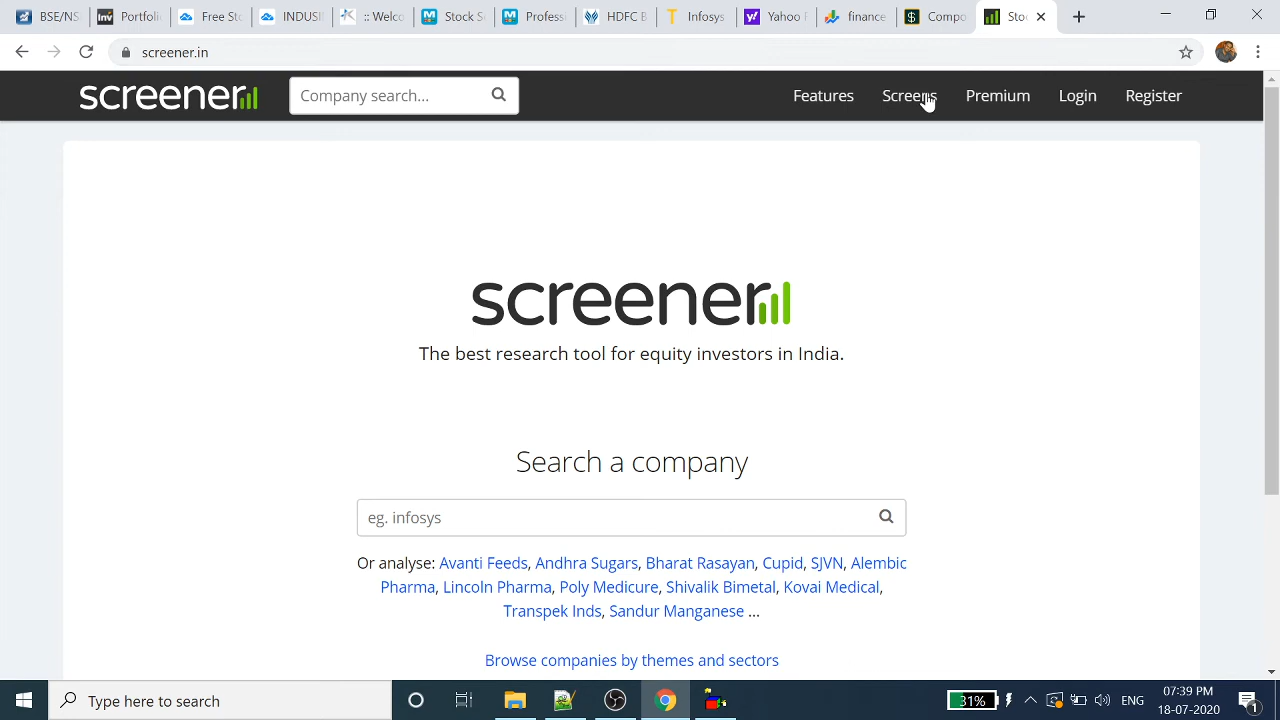 BSE/NS
Portfoli
Free Sto
INDUSI
:: Welco
Stock S
Profess
HDFC B
Infosys
Yahoo
finance
Compo
Stoc
screener.in
screener
Company search...
Features
Screens
Premium
Login
Register
screener
The best research tool for equity investors in India.
Search a company
eg. infosys
Or analyse: Avanti Feeds, Andhra Sugars, Bharat Rasayan, Cupid, SJVN, Alembic
Pharma, Lincoln Pharma, Poly Medicure, Shivalik Bimetal, Kovai Medical,
Transpek Inds, Sandur Manganese ...
Browse companies by themes and sectors
Type here to search
31%
ENG
07:39 PM
18-07-2020
1